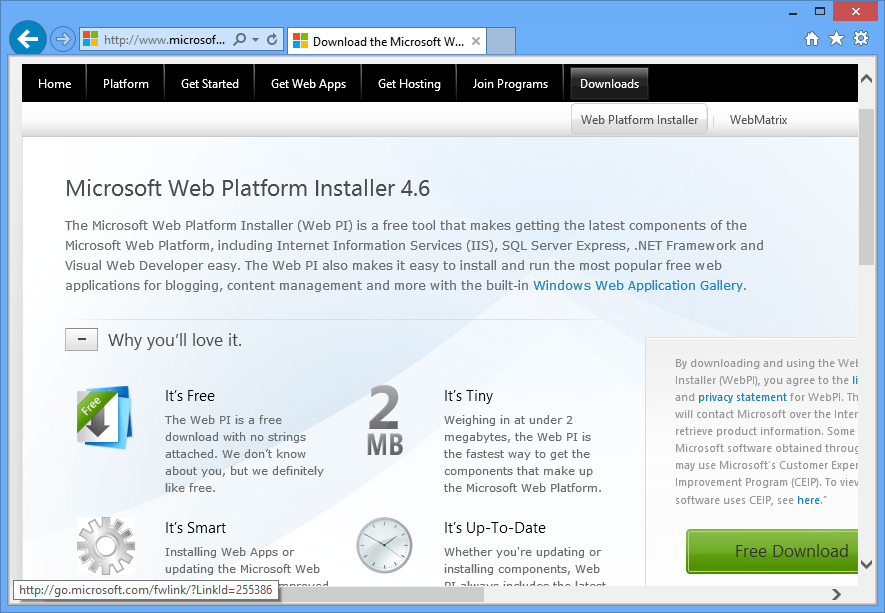 http://www.microsof...
Download the Microsoft W...
Home
Platform
Get Started
Get Web Apps
Get Hosting
Join Programs
Downloads
Web Platform Installer
WebMatrix
Microsoft Web Platform Installer 4.6
The Microsoft Web Platform Installer (Web PI) is a free tool that makes getting the latest components of the
Microsoft Web Platform, including Internet Information Services (IIS), SQL Server Express, .NET Framework and
Visual Web Developer easy. The Web PI also makes it easy to install and run the most popular free web
applications for blogging, content management and more with the built-in Windows Web Application Gallery.
Why you'll love it.
Free
It's Free
The Web PI is a free
download with no strings
attached. We don't know
about you, but we definitely
like free.
2
MB
It's Tiny
Weighing in at under 2
megabytes, the Web PI is
the fastest way to get the
components that make up
the Microsoft Web Platform.
It's Smart
Installing Web Apps or
updating the Microsoft Web
It's Up-To-Date
Whether you're updating or
installing components, Web
PI always includes the latest
By downloading and using the Web
Installer (WebPI), you agree to the li
and privacy statement for WebPI. Th
will contact Microsoft over the Inter
retrieve product information. Some
Microsoft software obtained throug
may use Microsoft's Customer Exper
Improvement Program (CEIP). To view
software uses CEIP, see here."
Free Download
http://go.microsoft.com/fwlink/?LinkId=255386